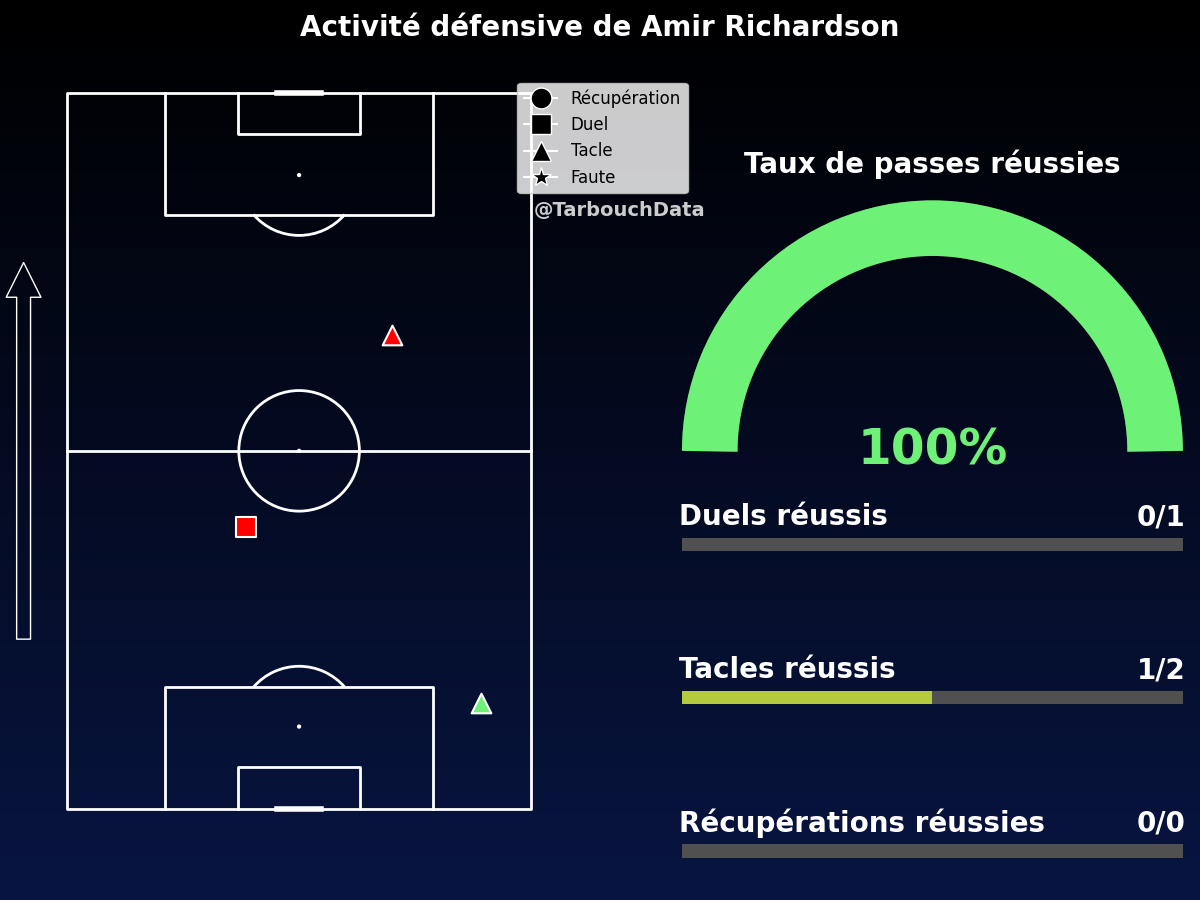 Activité défensive de Amir Richardson
Récupération
Duel
Tacle
Faute
@TarbouchData
Taux de passes réussies
100%
Duels réussis 0/1
Tacles réussis 1/2
Récupérations réussies 0/0